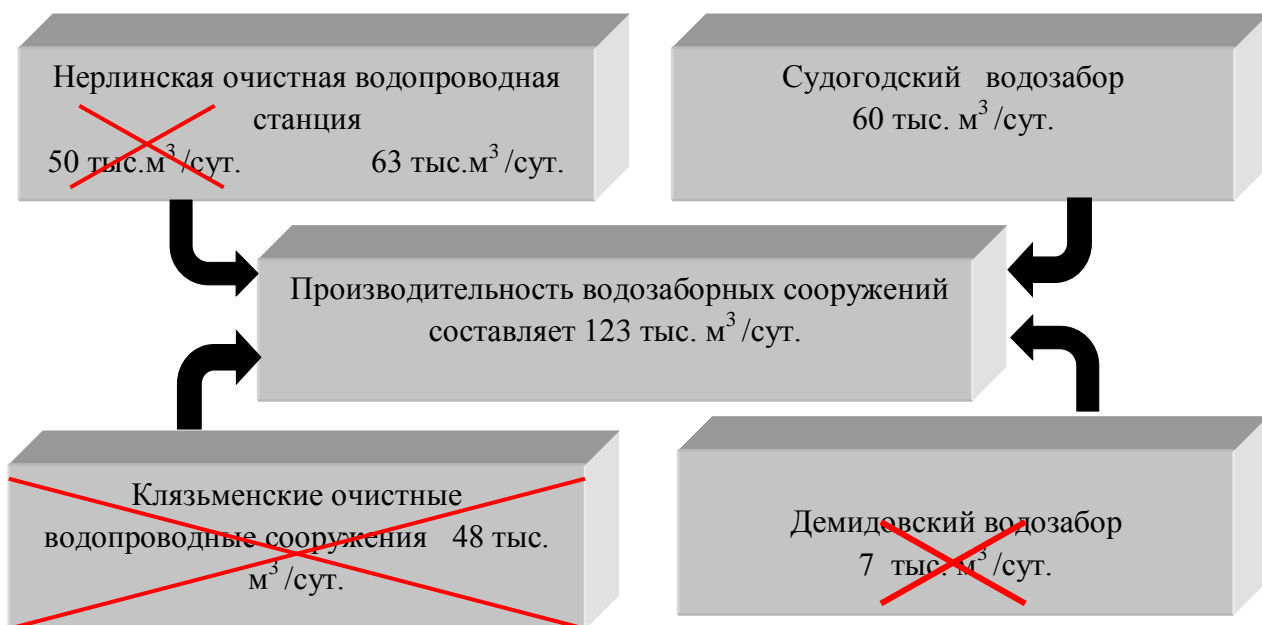 Нерлинская очистная водопроводная
станция
50 тыс.м³/сут. 63 тыс.м³/сут.
Судогодский водозабор
60 тыс. м³/сут.
Производительность водозаборных сооружений
составляет 123 тыс. м³/сут.
Клязьменские очистные
водопроводные сооружения 48 тыс.
м³/сут.
Демидовский водозабор
7 тыс. м³/сут.